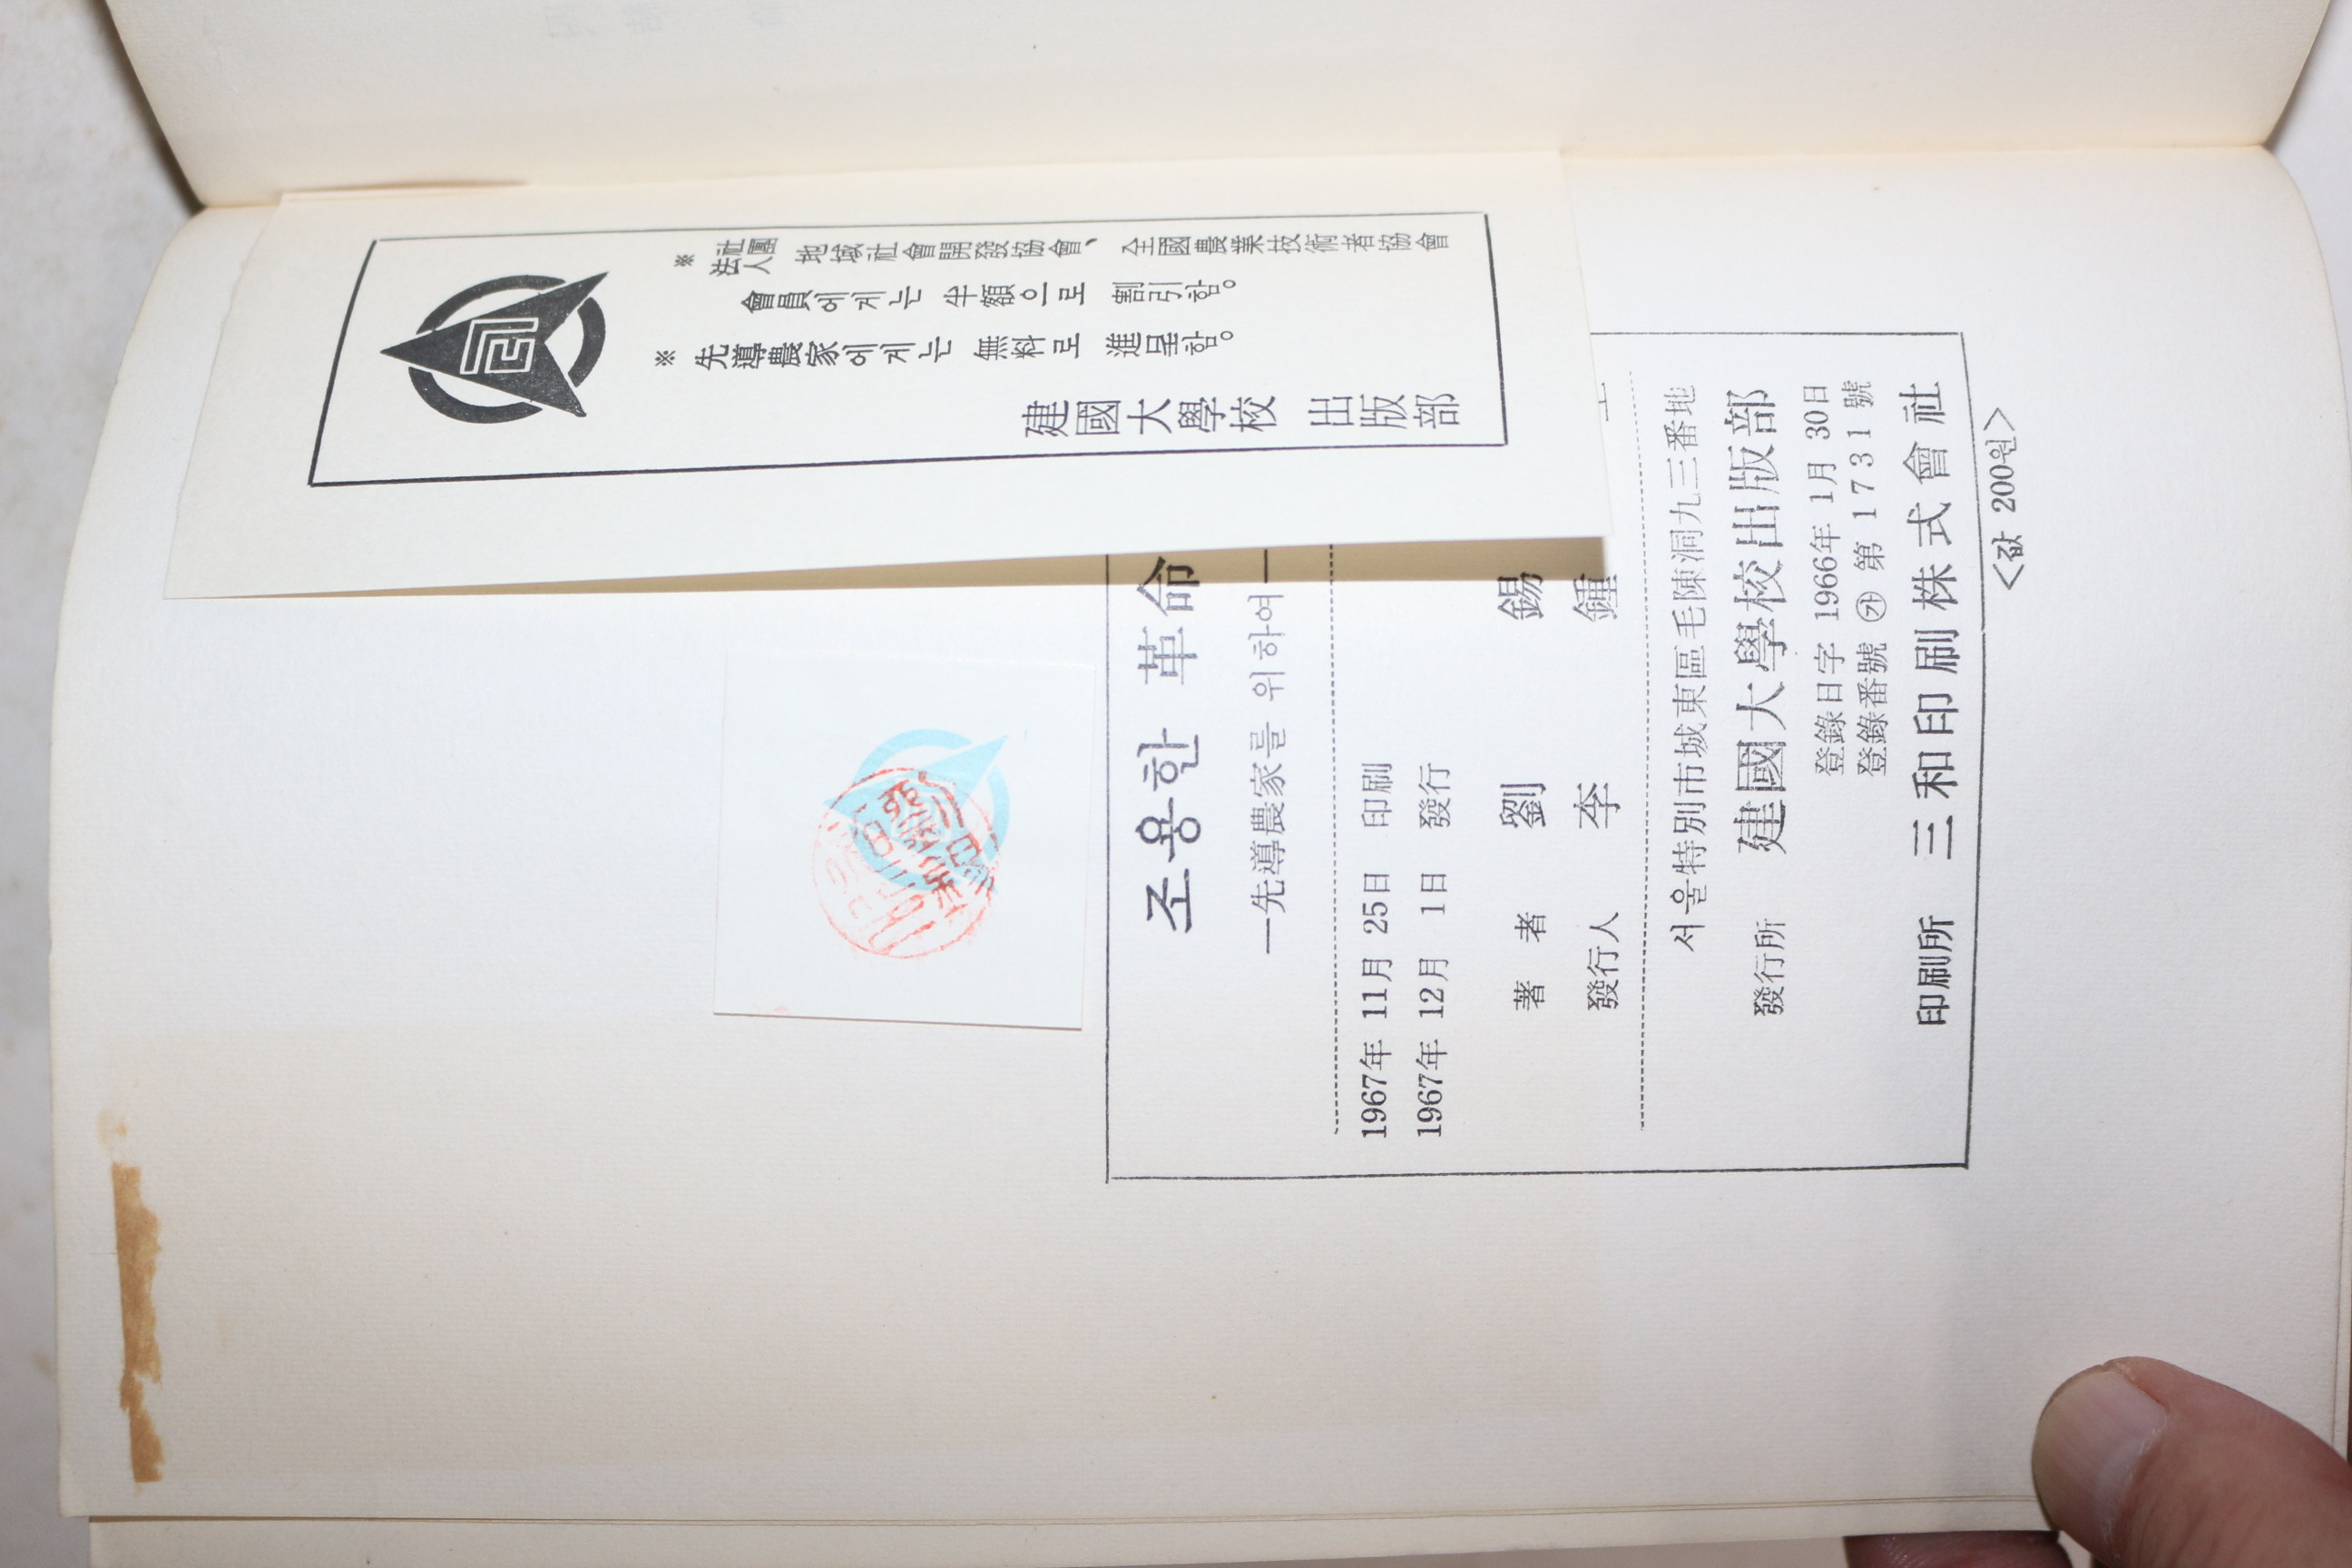 ※ 社團法人 地域社會開發協會、 全國農業技術者協會
會員에게는 半額으로 割引함。
※ 先導農家에게는 無料로 進呈함。
建國大學校 出版部
조용한 革命
—先導農家를 위하여—
1967年 11月 25日 印刷
1967年 12月 1日 發行
著者 劉 錫
發行人 李 鍾
서울特別市城東區毛陳洞九三番地
發行所 建國大學校出版部
登錄日字 1966年 1月 30日
登錄番號 ㉮ 第 1731 號
印刷所 三和印刷株式會社
<값 200원>